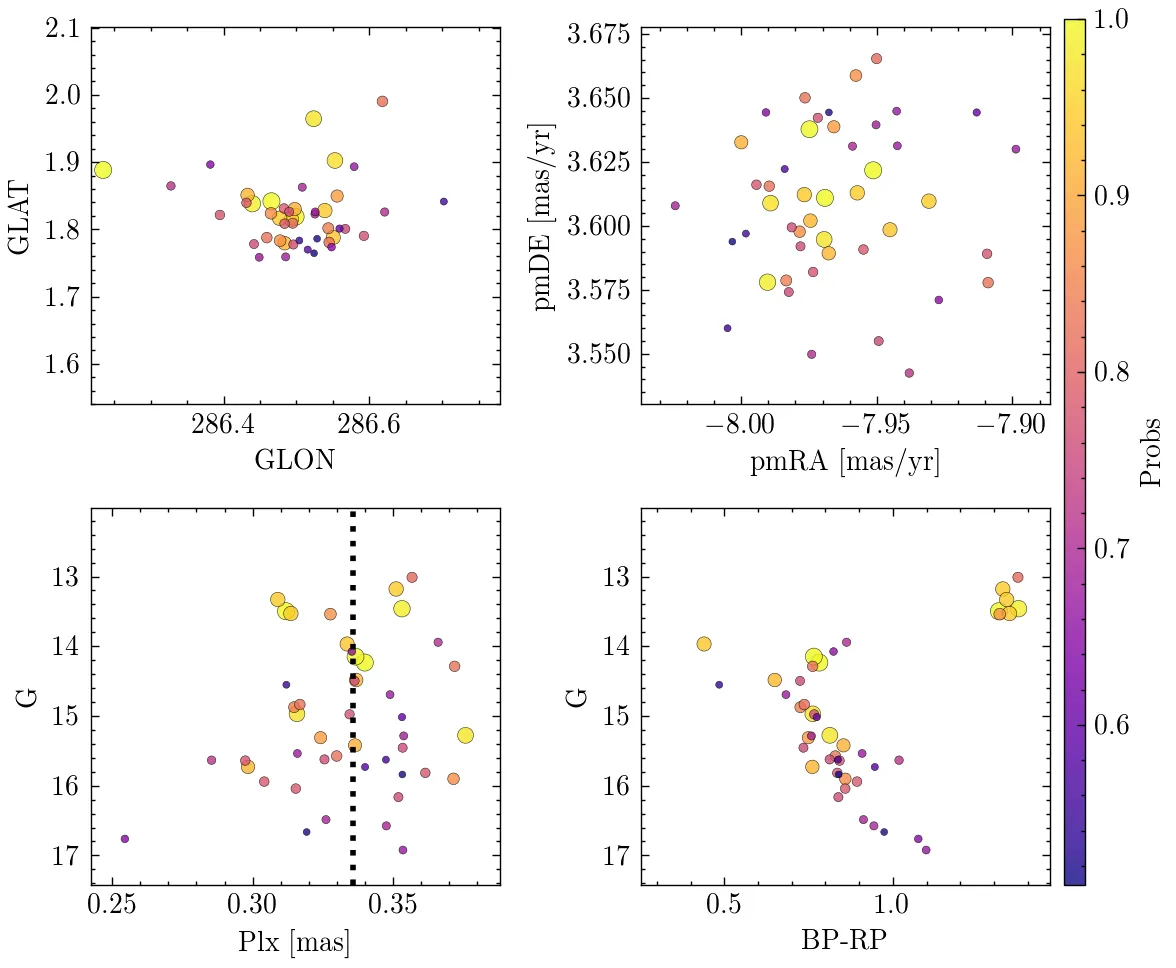 2.1
2.0
1.9
1.8
1.7
1.6
GLAT
286.4 286.6
GLON
3.675
3.650
3.625
3.600
3.575
3.550
pmDE [mas/yr]
−8.00 −7.95 −7.90
pmRA [mas/yr]
13
14
15
16
17
G
0.25 0.30 0.35
Plx [mas]
13
14
15
16
17
G
0.5 1.0
BP-RP
1.0
0.9
0.8
0.7
0.6
Probs